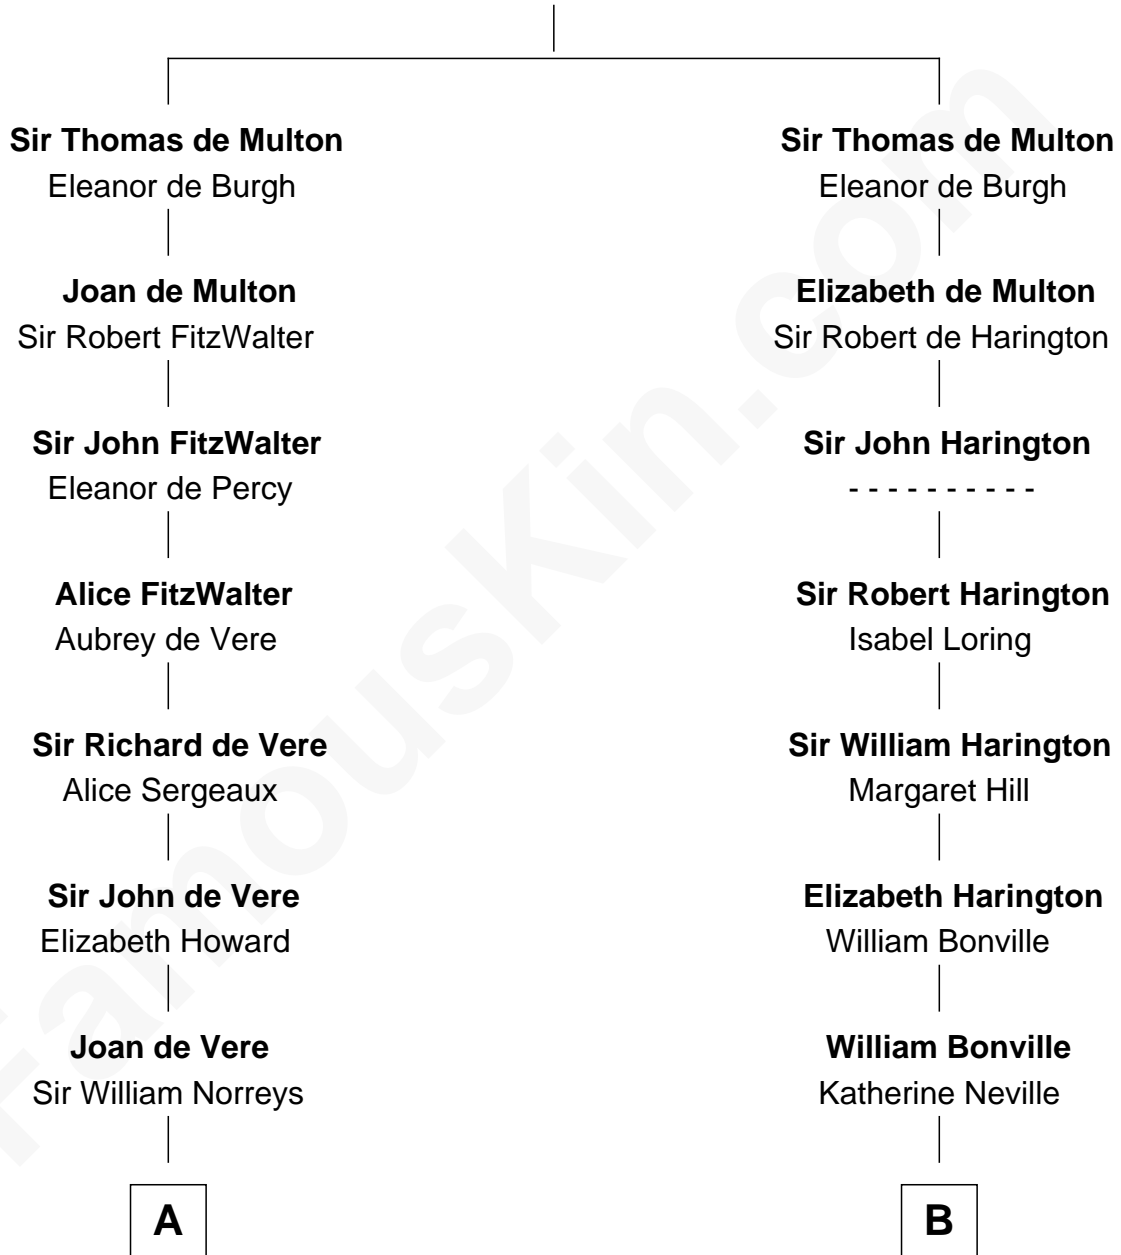 Sir Thomas de Multon
Eleanor de Burgh
Joan de Multon
Sir Robert FitzWalter
Sir John FitzWalter
Eleanor de Percy
Alice FitzWalter
Aubrey de Vere
Sir Richard de Vere
Alice Sergeaux
Sir John de Vere
Elizabeth Howard
Joan de Vere
Sir William Norreys
A
Sir Thomas de Multon
Eleanor de Burgh
Elizabeth de Multon
Sir Robert de Harington
Sir John Harington
- - - - - - - - - -
Sir Robert Harington
Isabel Loring
Sir William Harington
Margaret Hill
Elizabeth Harington
William Bonville
William Bonville
Katherine Neville
B
FamousKin.com